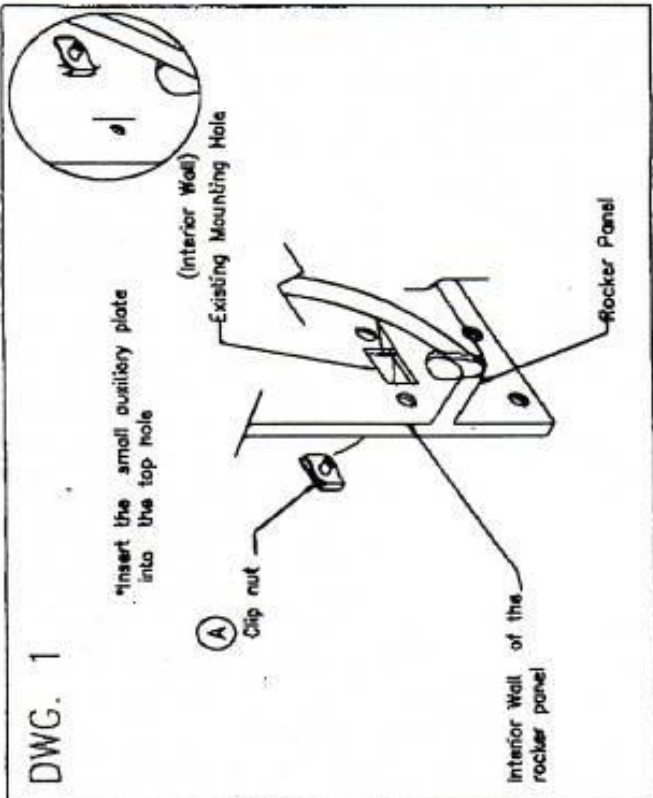 DWG. 1
*Insert the small auxiliary plate
into the top hole
(Interior Wall)
Existing Mounting Hole
A
Clip nut
Interior Wall of the
rocker panel
Rocker Panel